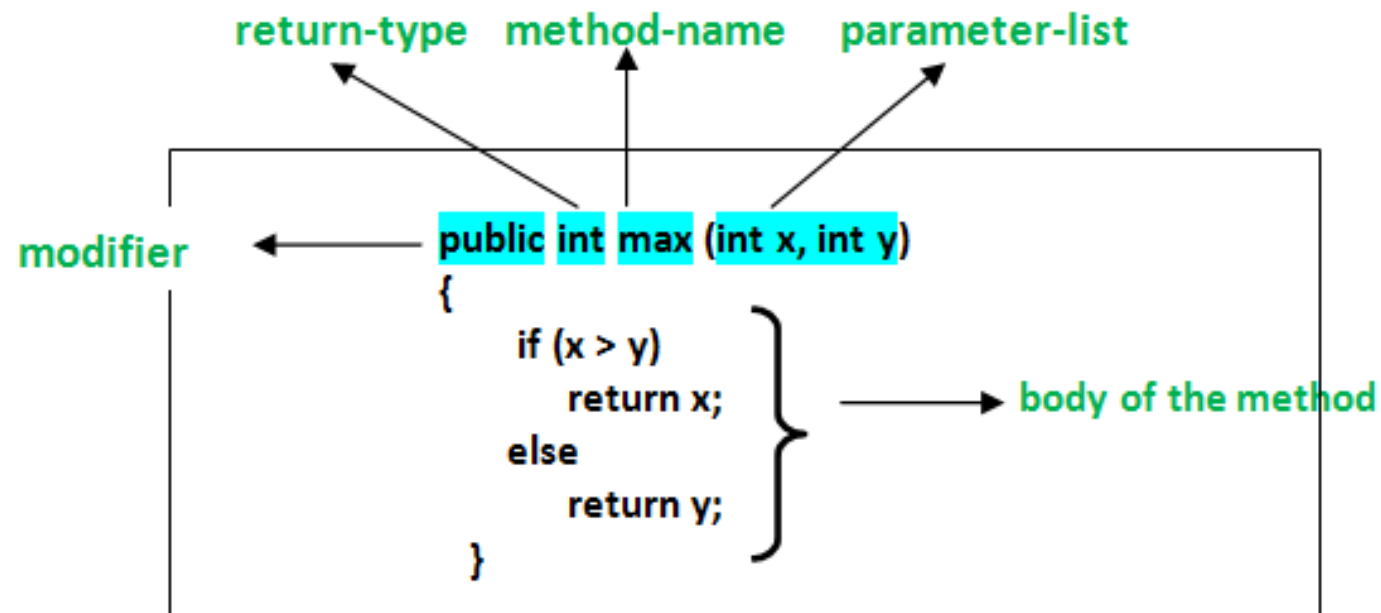 return-type method-name parameter-list
modifier
public int max (int x, int y)
{
if (x > y)
return x;
body of the method
else
return y;
}